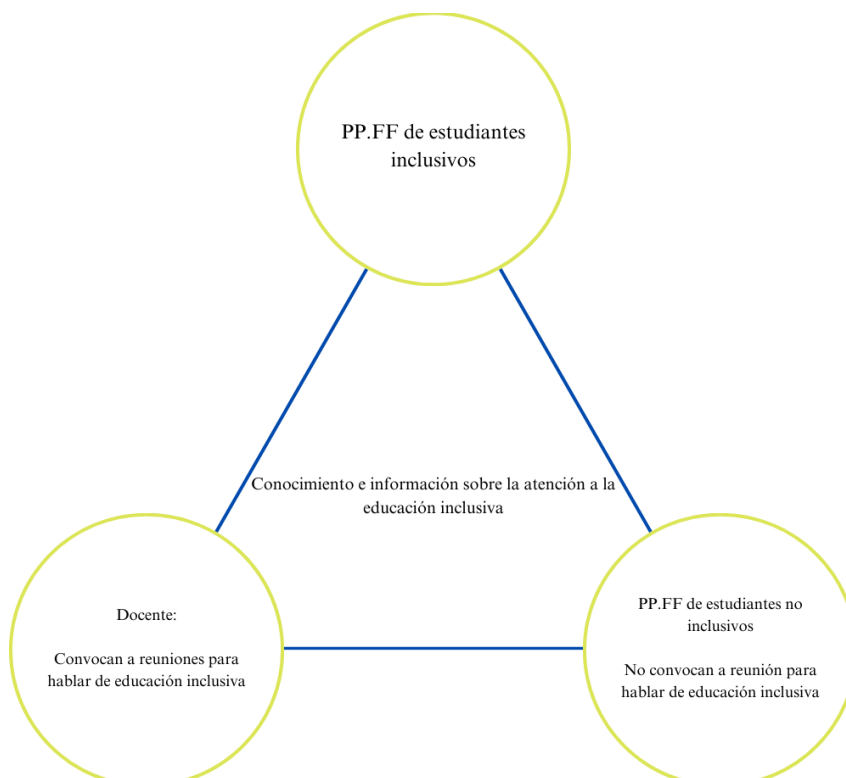 PP.FF de estudiantes
inclusivos
Conocimiento e información sobre la atención a la
educación inclusiva
Docente:
Convocan a reuniones para
hablar de educación inclusiva
PP.FF de estudiantes no
inclusivos
No convocan a reunión para
hablar de educación inclusiva